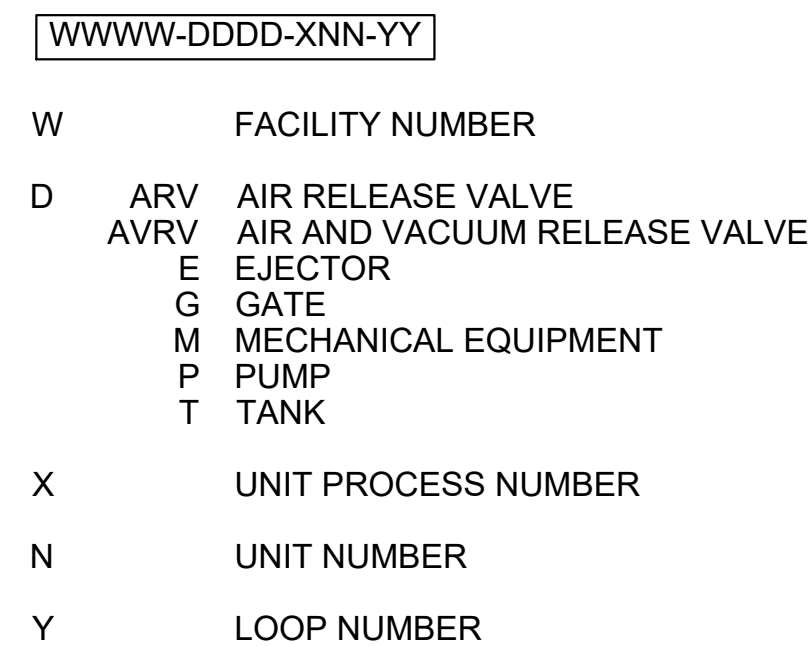 WWWW-DDDD-XNN-YY
W FACILITY NUMBER
D ARV AIR RELEASE VALVE
AVRV AIR AND VACUUM RELEASE VALVE
E EJECTOR
G GATE
M MECHANICAL EQUIPMENT
P PUMP
T TANK
X UNIT PROCESS NUMBER
N UNIT NUMBER
Y LOOP NUMBER